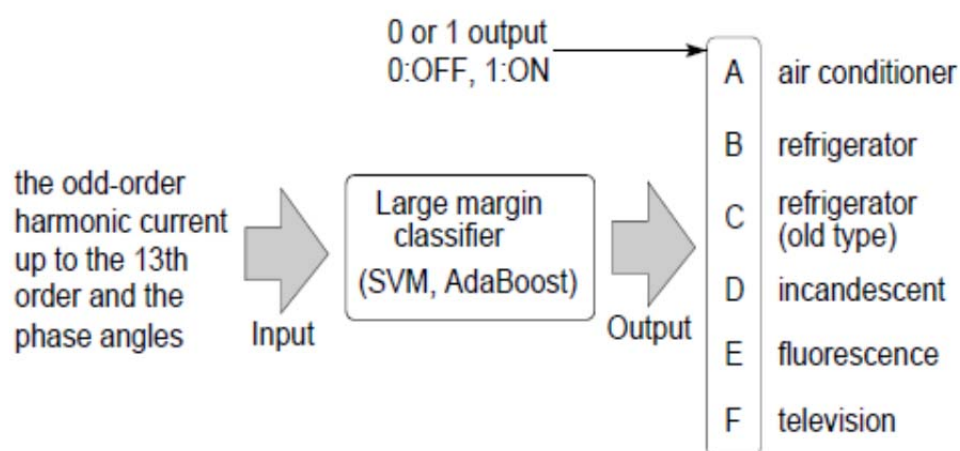 0 or 1 output
0:OFF, 1:ON
the odd-order
harmonic current
up to the 13th
order and the
phase angles
Input
Large margin
classifier
(SVM, AdaBoost)
Output
A air conditioner
B refrigerator
C refrigerator
(old type)
D incandescent
E fluorescence
F television